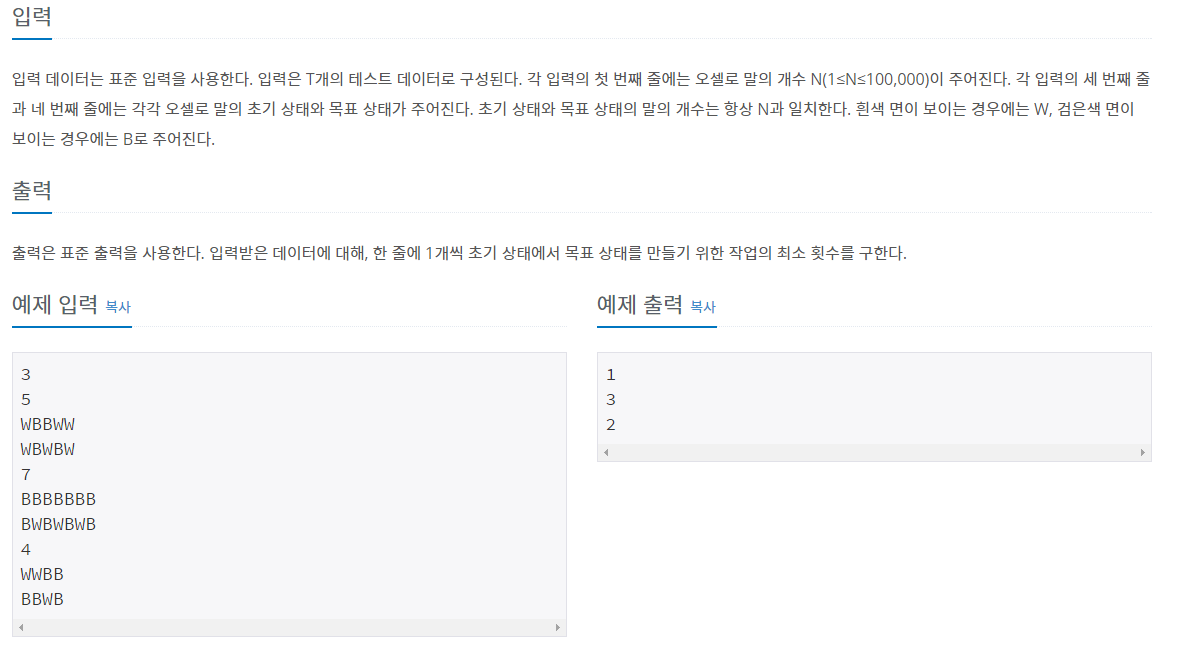 입력
입력 데이터는 표준 입력을 사용한다. 입력은 T개의 테스트 데이터로 구성된다. 각 입력의 첫 번째 줄에는 오셀로 말의 개수 N(1≤N≤100,000)이 주어진다. 각 입력의 세 번째 줄
과 네 번째 줄에는 각각 오셀로 말의 초기 상태와 목표 상태가 주어진다. 초기 상태와 목표 상태의 말의 개수는 항상 N과 일치한다. 흰색 면이 보이는 경우에는 W, 검은색 면이
보이는 경우에는 B로 주어진다.
출력
출력은 표준 출력을 사용한다. 입력받은 데이터에 대해, 한 줄에 1개씩 초기 상태에서 목표 상태를 만들기 위한 작업의 최소 횟수를 구한다.
예제 입력 복사
3
5
WBBWW
WBWBW
7
BBBBBBB
BWBWBWB
4
WWBB
BBWB
예제 출력 복사
1
3
2